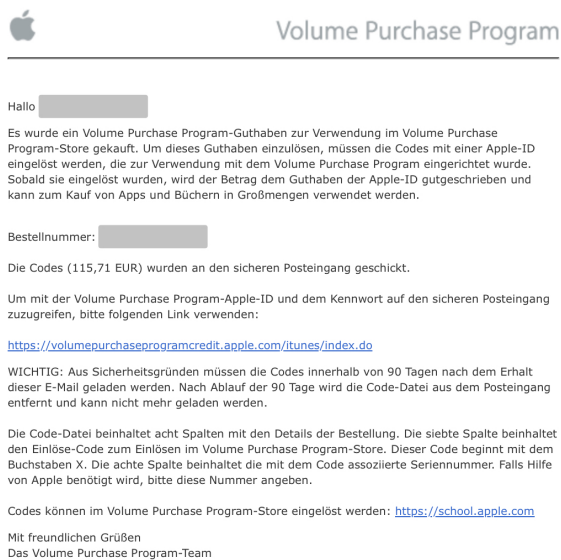 Volume Purchase Program
Hallo
Es wurde ein Volume Purchase Program-Guthaben zur Verwendung im Volume Purchase
Program-Store gekauft. Um dieses Guthaben einzulösen, müssen die Codes mit einer Apple-ID
eingelöst werden, die zur Verwendung mit dem Volume Purchase Program eingerichtet wurde.
Sobald sie eingelöst wurden, wird der Betrag dem Guthaben der Apple-ID gutgeschrieben und
kann zum Kauf von Apps und Büchern in Großmengen verwendet werden.
Bestellnummer:
Die Codes (115,71 EUR) wurden an den sicheren Posteingang geschickt.
Um mit der Volume Purchase Program-Apple-ID und dem Kennwort auf den sicheren Posteingang
zuzugreifen, bitte folgenden Link verwenden:
https://volumepurchaseprogramcredit.apple.com/itunes/index.do
WICHTIG: Aus Sicherheitsgründen müssen die Codes innerhalb von 90 Tagen nach dem Erhalt
dieser E-Mail geladen werden. Nach Ablauf der 90 Tage wird die Code-Datei aus dem Posteingang
entfernt und kann nicht mehr geladen werden.
Die Code-Datei beinhaltet acht Spalten mit den Details der Bestellung. Die siebte Spalte beinhaltet
den Einlöse-Code zum Einlösen im Volume Purchase Program-Store. Dieser Code beginnt mit dem
Buchstaben X. Die achte Spalte beinhaltet die mit dem Code assoziierte Seriennummer. Falls Hilfe
von Apple benötigt wird, bitte diese Nummer angeben.
Codes können im Volume Purchase Program-Store eingelöst werden: https://school.apple.com
Mit freundlichen Grüßen
Das Volume Purchase Program-Team